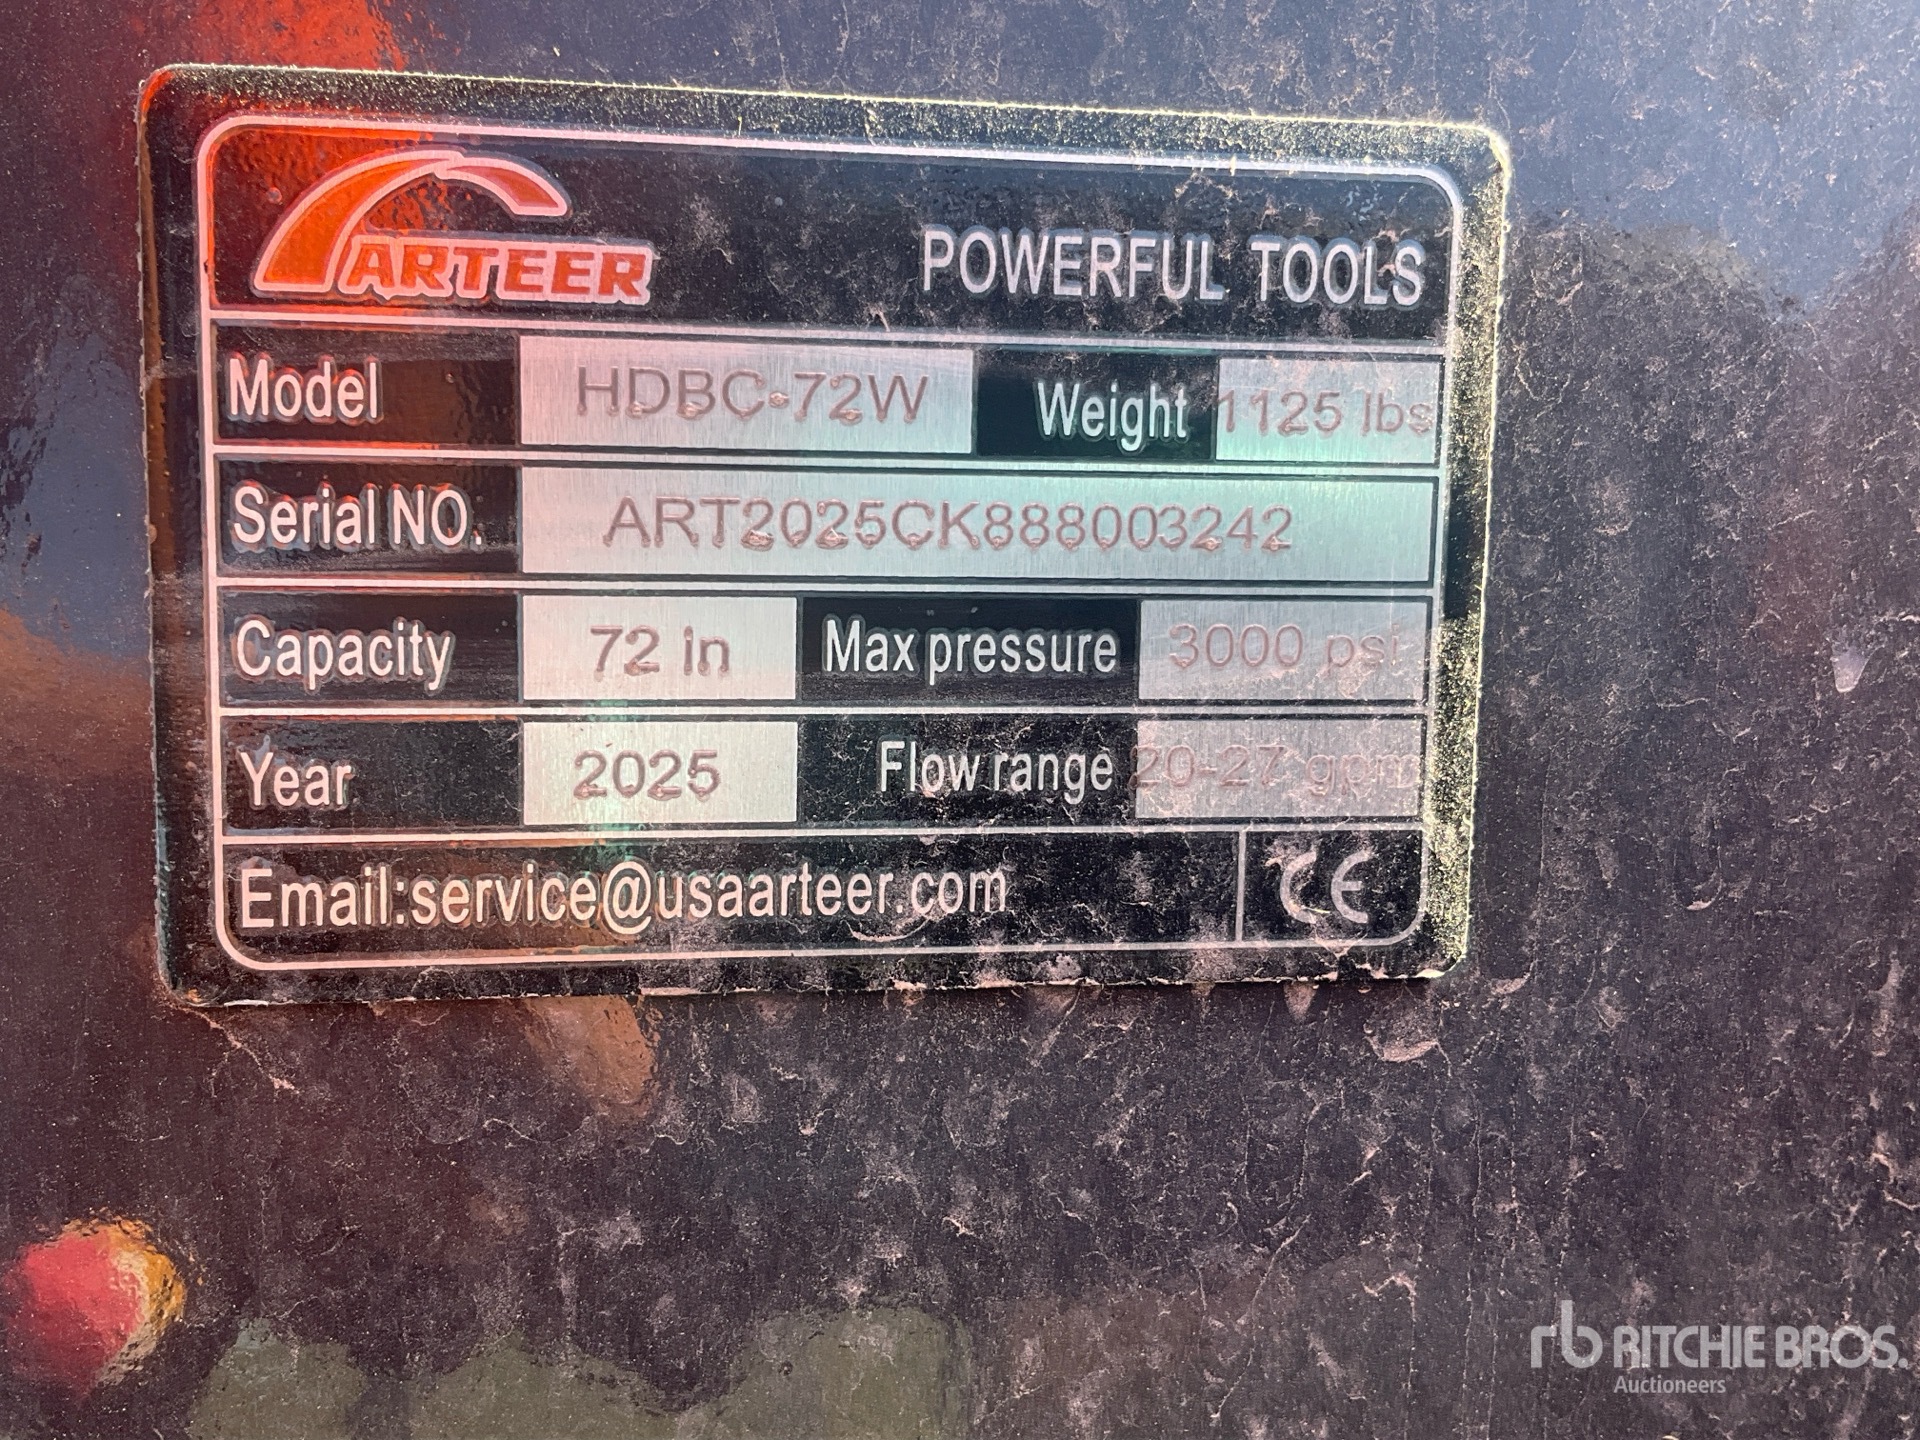 ARTEER POWERFUL TOOLS
Model HDBC-72W Weight 1125 lbs
Serial NO. ART2025CK888003242
Capacity 72 in Max pressure 3000 psi
Year 2025 Flow range 20-27 gpm
Email:service@usaarteer.com CE
rb RITCHIE BROS.
Auctioneers